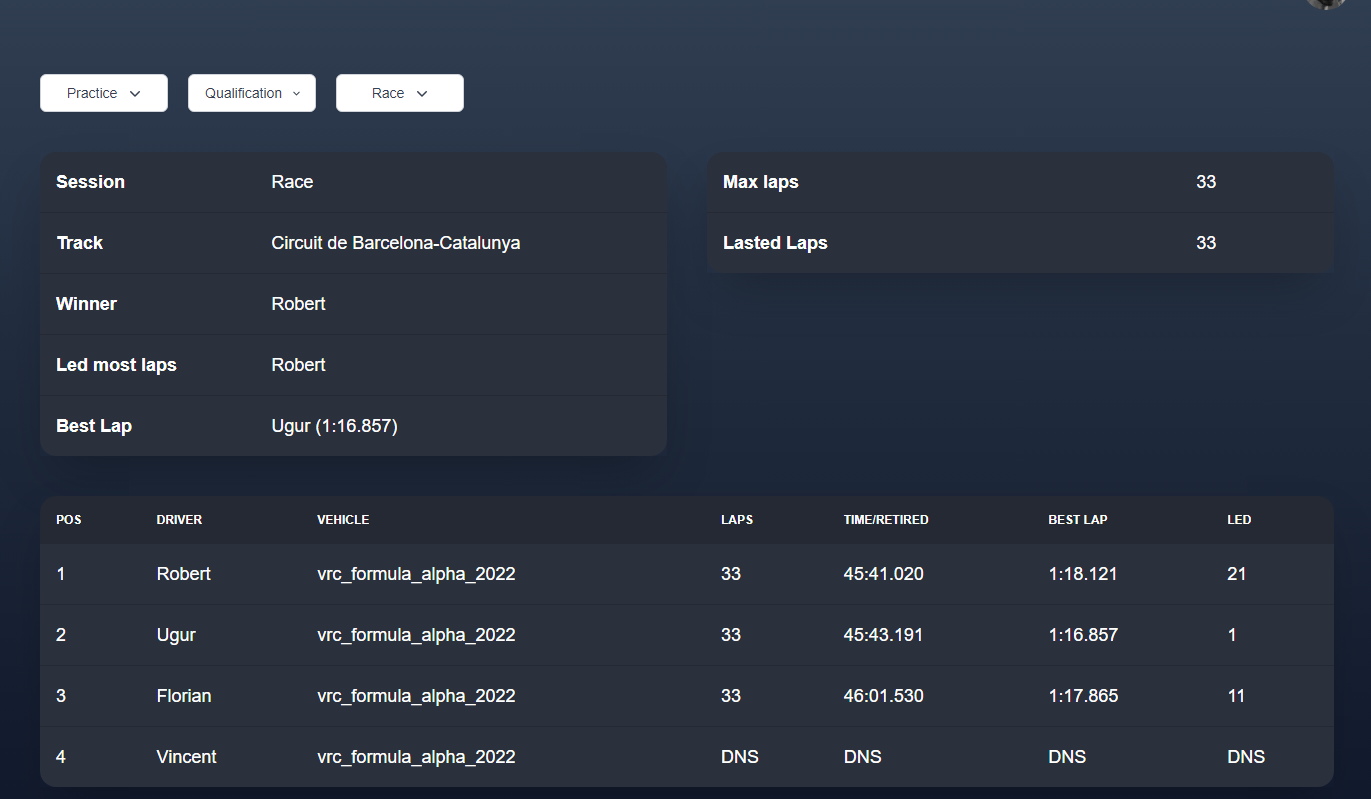 Practice Qualification Race
Session Race
Track Circuit de Barcelona-Catalunya
Winner Robert
Led most laps Robert
Best Lap Ugur (1:16.857)
Max laps 33
Lasted Laps 33
POS DRIVER VEHICLE LAPS TIME/RETIRED BEST LAP LED
1 Robert vrc_formula_alpha_2022 33 45:41.020 1:18.121 21
2 Ugur vrc_formula_alpha_2022 33 45:43.191 1:16.857 1
3 Florian vrc_formula_alpha_2022 33 46:01.530 1:17.865 11
4 Vincent vrc_formula_alpha_2022 DNS DNS DNS DNS